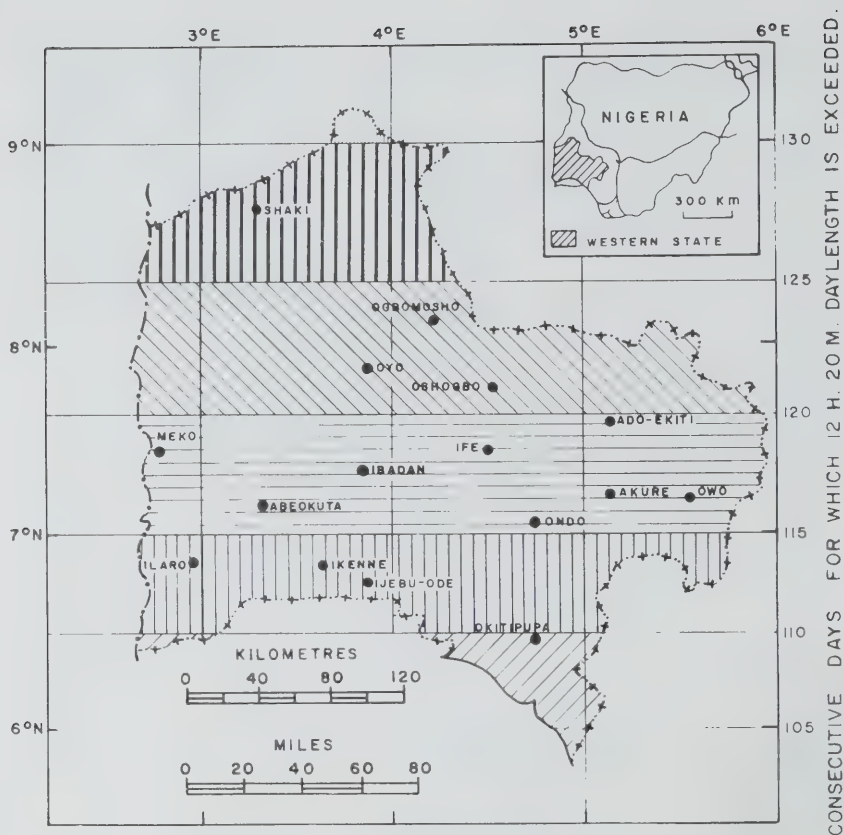 3°E
4°E
5°E
6°E
9°N
8°N
7°N
6°N
NIGERIA
300 Km
WESTERN STATE
SHAKI
OGBOMOSHO
OYO
OSHOGBO
ADO-EKITI
MEKO
IFE
IBADAN
AKURE
OWO
ABEOKUTA
ONDO
ILARO
IKENNE
IJEBU-ODE
OKITIPUPA
KILOMETRES
0 40 80 120
MILES
0 20 40 60 80
130
125
120
115
110
105
CONSECUTIVE DAYS FOR WHICH 12 H. 20 M. DAYLENGTH IS EXCEEDED.